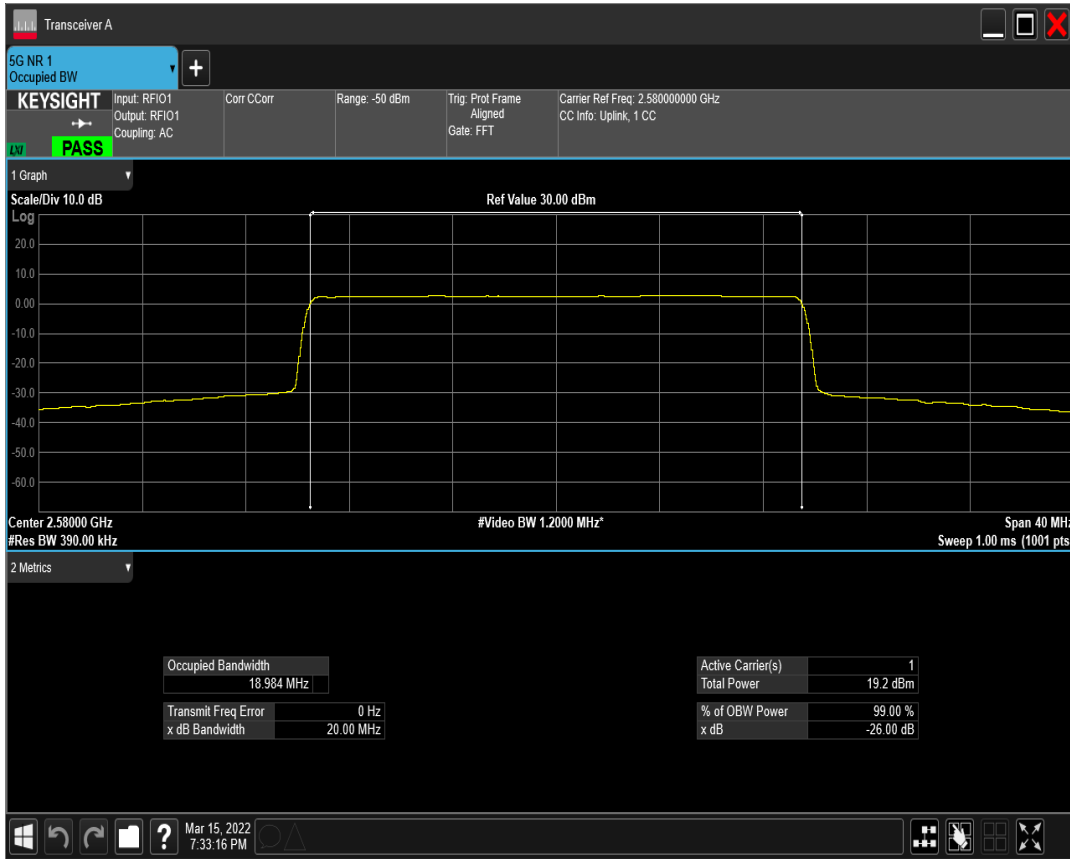 Transceiver A
5G NR 1
Occupied BW
+
KEYSIGHT
LXI
PASS
Input: RFIO1
Output: RFIO1
Coupling: AC
Corr CCorr
Range: -50 dBm
Trig: Prot Frame
Aligned
Gate: FFT
Carrier Ref Freq: 2.580000000 GHz
CC Info: Uplink, 1 CC
1 Graph
Scale/Div 10.0 dB
Ref Value 30.00 dBm
Log
20.0
10.0
0.00
-10.0
-20.0
-30.0
-40.0
-50.0
-60.0
Center 2.58000 GHz
#Video BW 1.2000 MHz*
Span 40 MHz
#Res BW 390.00 kHz
Sweep 1.00 ms (1001 pts
2 Metrics
Occupied Bandwidth
18.984 MHz
Transmit Freq Error 0 Hz
x dB Bandwidth 20.00 MHz
Active Carrier(s) 1
Total Power 19.2 dBm
% of OBW Power 99.00 %
x dB -26.00 dB
?
Mar 15, 2022
7:33:16 PM